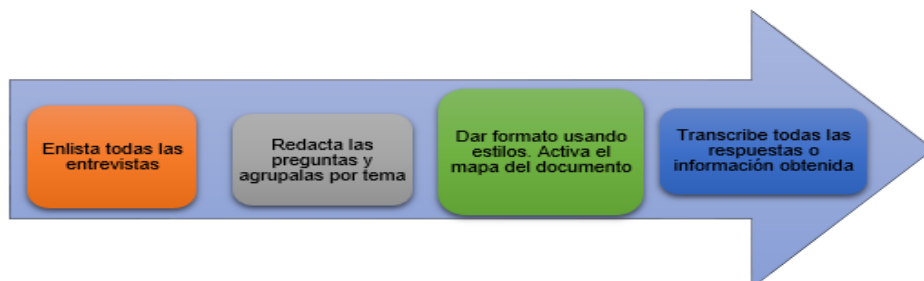 Enlista todas las
entrevistas
Redacta las
preguntas y
agrupalas por tema
Dar formato usando
estilos. Activa el
mapa del documento
Transcribe todas las
respuestas o
información obtenida